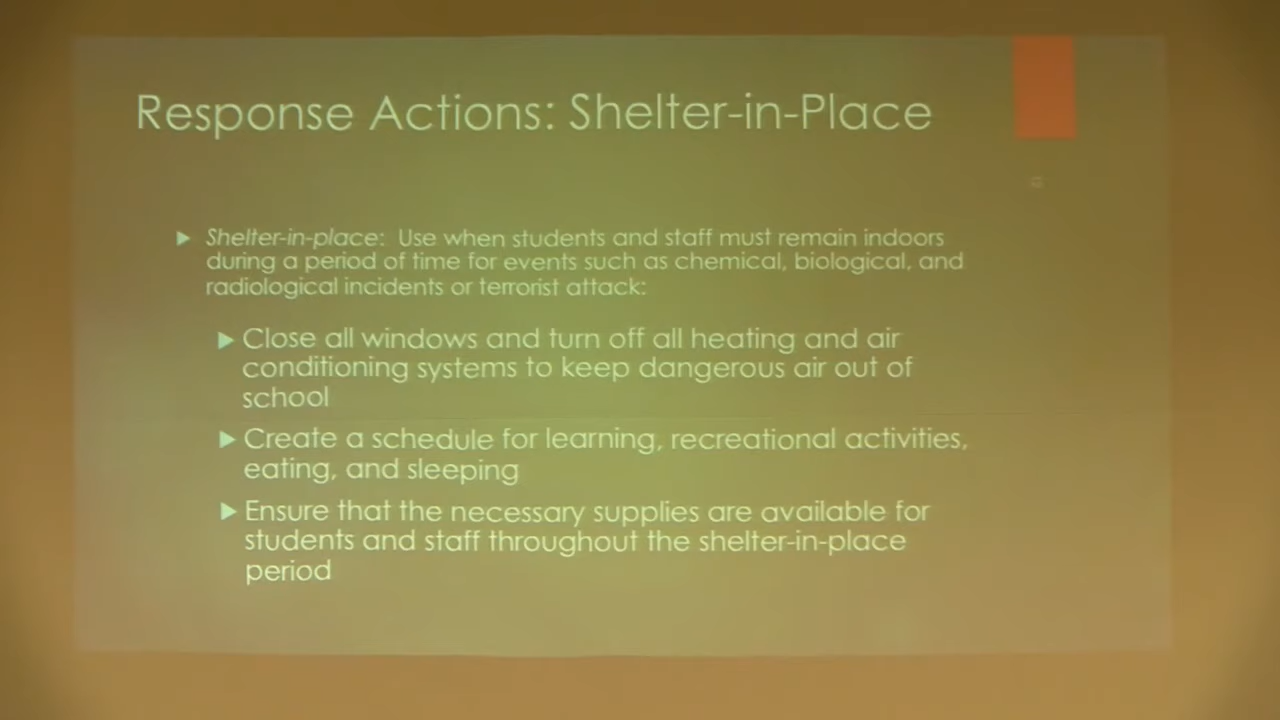 Response Actions: Shelter-in-Place
Shelter-in-place: Use when students and staff must remain indoors
during a period of time for events such as chemical, biological, and
radiological incidents or terrorist attack:
Close all windows and turn off all heating and air
conditioning systems to keep dangerous air out of
school
Create a schedule for learning, recreational activities,
eating, and sleeping
Ensure that the necessary supplies are available for
students and staff throughout the shelter-in-place
period